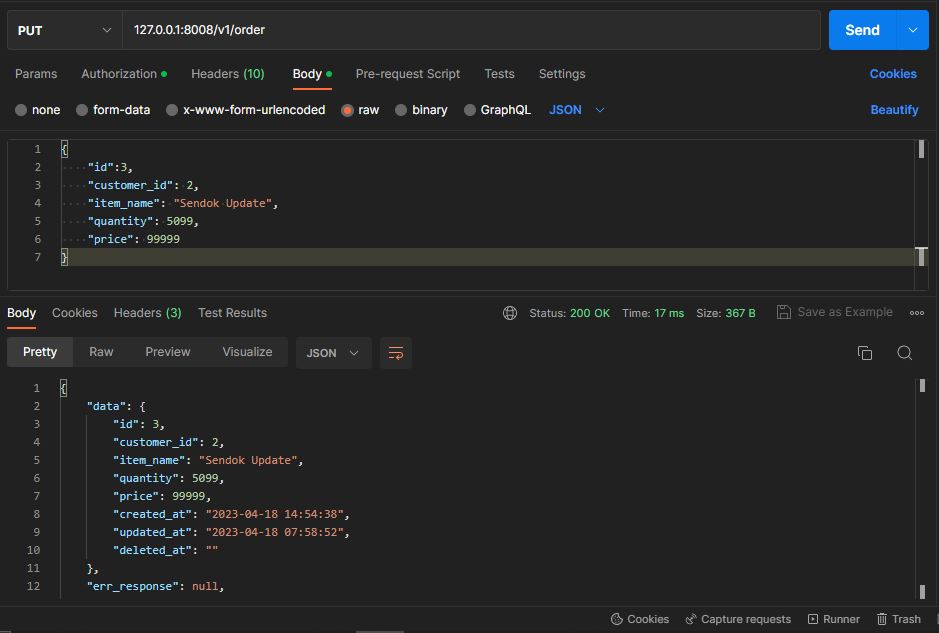 PUT 127.0.0.1:8008/v1/order Send
Params Authorization Headers (10) Body Pre-request Script Tests Settings Cookies
none form-data x-www-form-urlencoded raw binary GraphQL JSON Beautify
1 {
2 "id":3,
3 "customer_id": 2,
4 "item_name": "Sendok Update",
5 "quantity": 5099,
6 "price": 99999
7 }
Body Cookies Headers (3) Test Results Status: 200 OK Time: 17 ms Size: 367 B Save as Example
Pretty Raw Preview Visualize JSON
1 {
2 "data": {
3 "id": 3,
4 "customer_id": 2,
5 "item_name": "Sendok Update",
6 "quantity": 5099,
7 "price": 99999,
8 "created_at": "2023-04-18 14:54:38",
9 "updated_at": "2023-04-18 07:58:52",
10 "deleted_at": ""
11 },
12 "err_response": null,
Cookies Capture requests Runner Trash